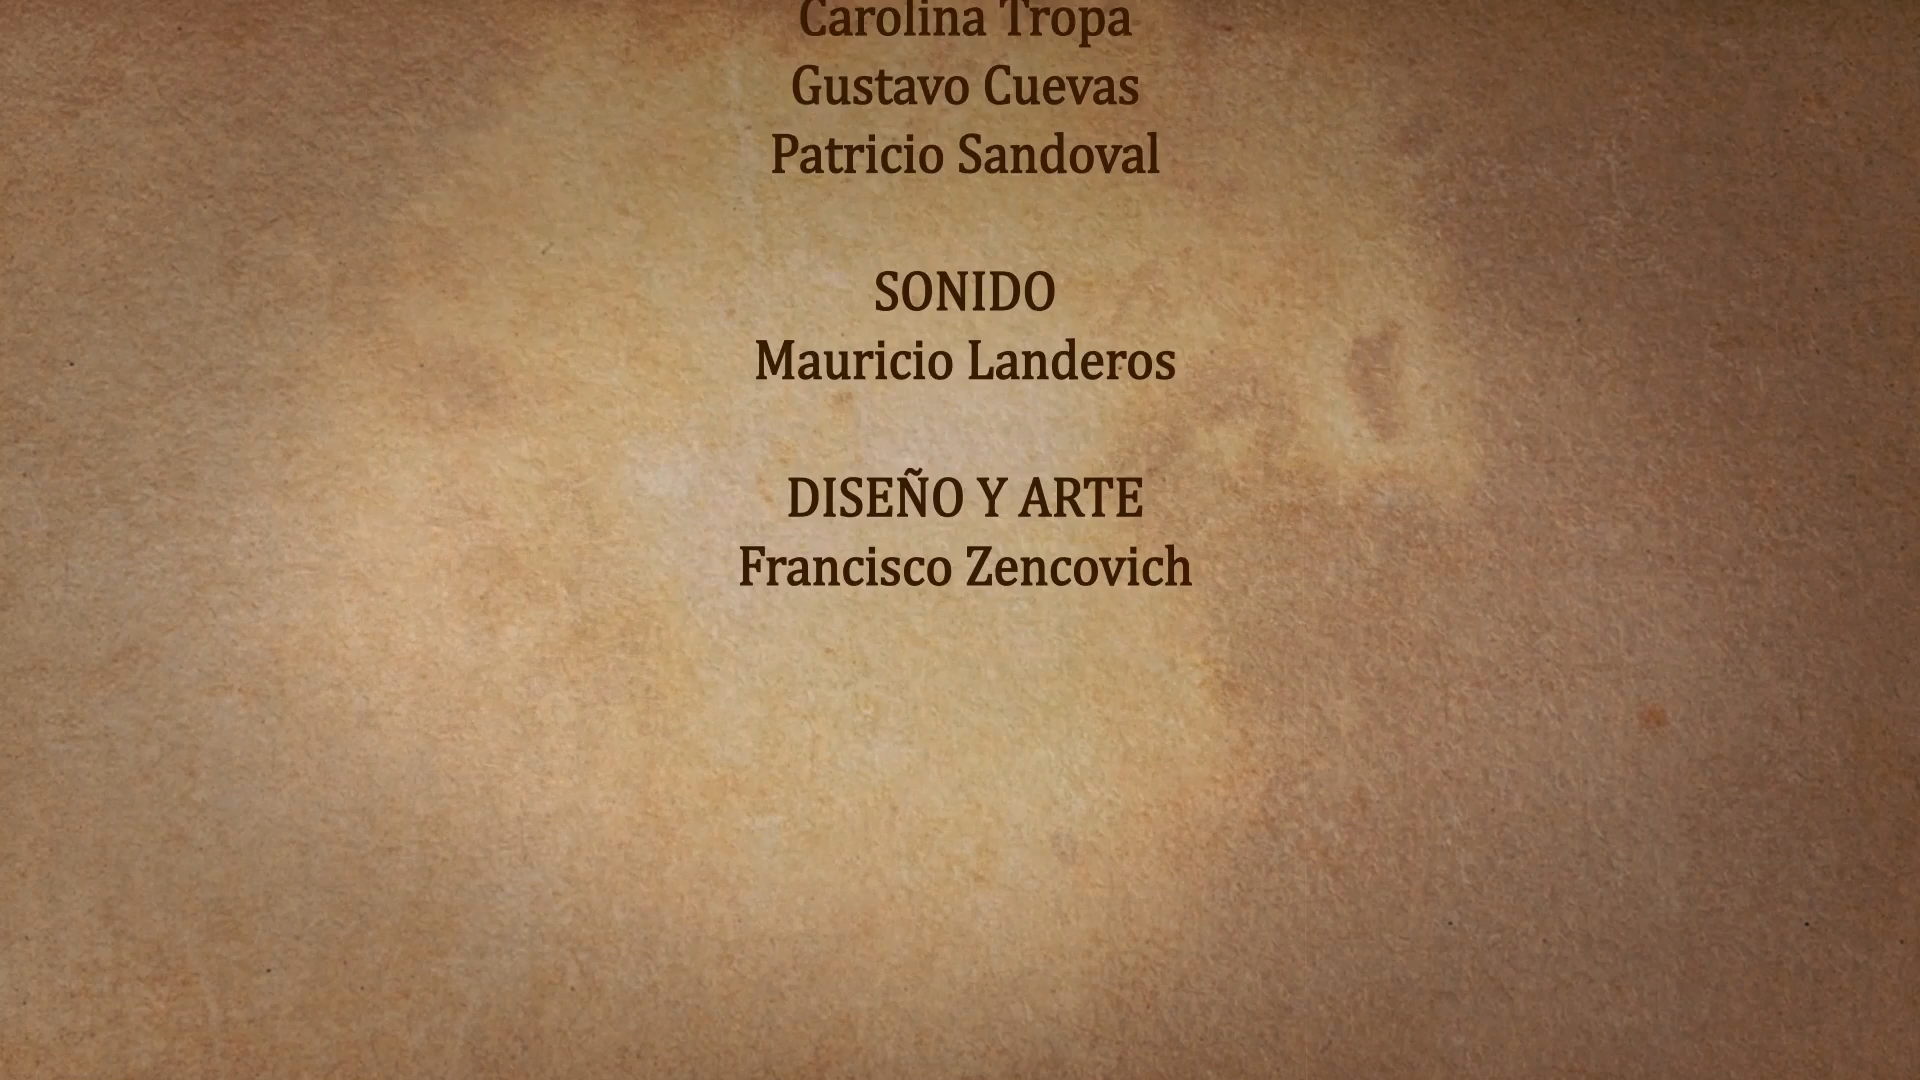 Carolina Tropa
Gustavo Cuevas
Patricio Sandoval
SONIDO
Mauricio Landeros
DISEÑO Y ARTE
Francisco Zencovich